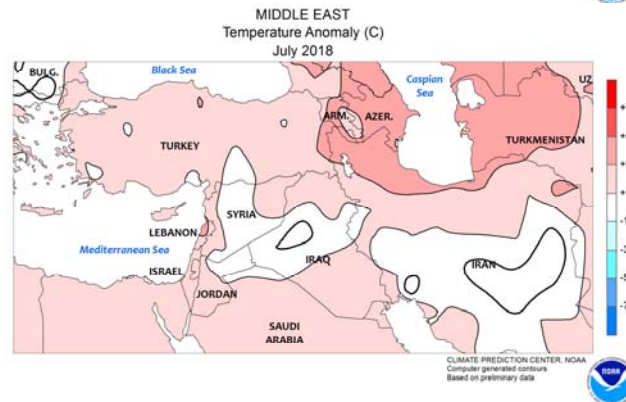 MIDDLE EAST
Temperature Anomaly (C)
July 2018
BULG.
Black Sea
Caspian
Sea
UZ
ARM.
AZER.
TURKEY
TURKMENISTAN
SYRIA
LEBANON
Mediterranean Sea
IRAQ
IRAN
ISRAEL
JORDAN
SAUDI
ARABIA
CLIMATE PREDICTION CENTER, NOAA
Computer generated contours
Based on preliminary data
NOAA